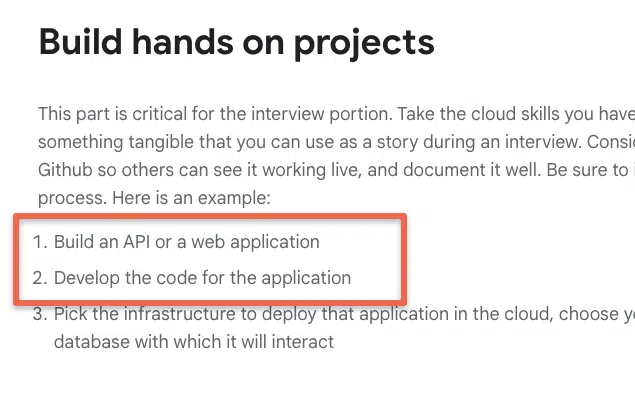 Build hands on projects
This part is critical for the interview portion. Take the cloud skills you have
something tangible that you can use as a story during an interview. Consi
Github so others can see it working live, and document it well. Be sure to i
process. Here is an example:
1. Build an API or a web application
2. Develop the code for the application
3. Pick the infrastructure to deploy that application in the cloud, choose y
database with which it will interact